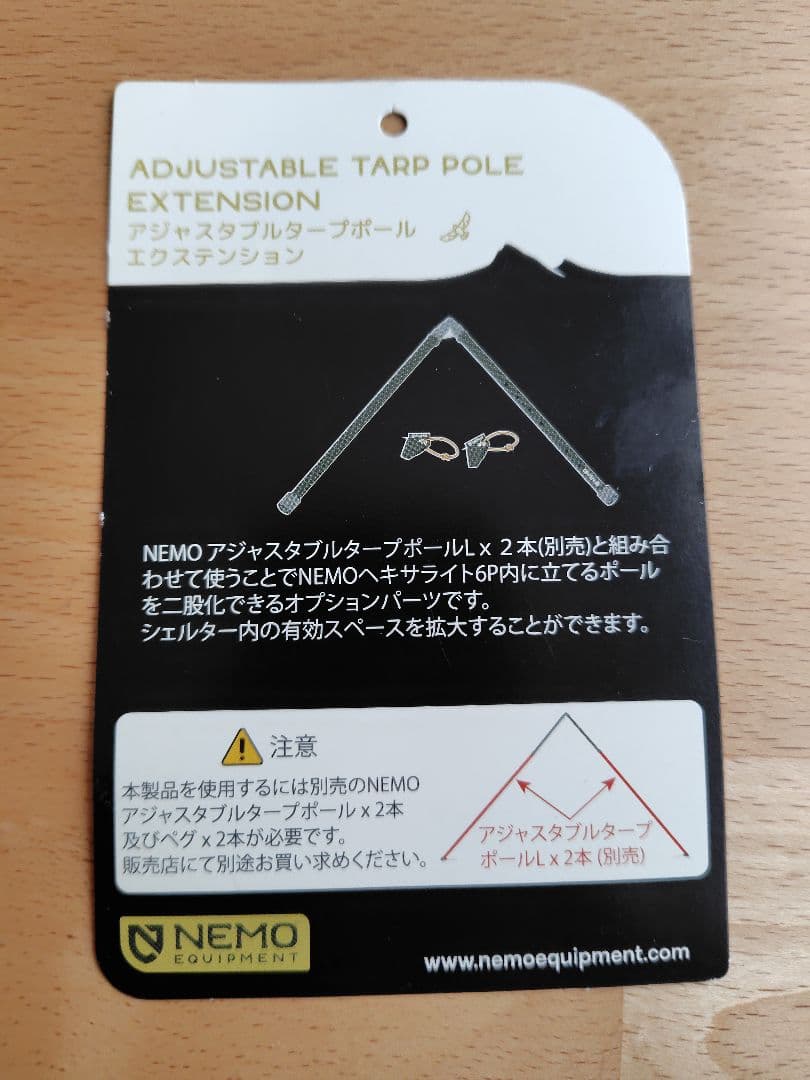 ADJUSTABLE TARP POLE
EXTENSION
アジャスタブルタープポール
エクステンション
NEMO アジャスタブルタープポールL x 2本(別売)と組み合
わせて使うことでNEMOヘキサライト6P内に立てるポール
を二股化できるオプションパーツです。
シェルター内の有効スペースを拡大することができます。
注意
本製品を使用するには別売のNEMO
アジャスタブルタープポール x 2本
及びペグ x 2本が必要です。
販売店にて別途お買い求めください。
アジャスタブルタープ
ポールL x 2本 (別売)
NEMO
EQUIPMENT
www.nemoequipment.com